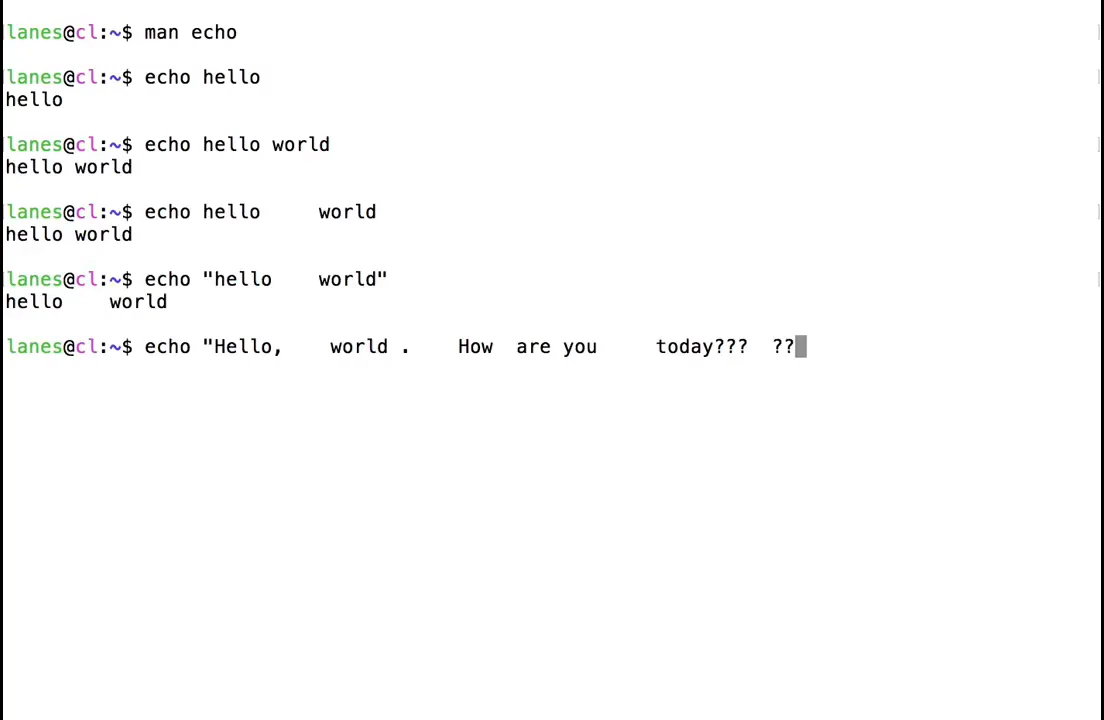 lanes@cl:~$ man echo
lanes@cl:~$ echo hello
hello
lanes@cl:~$ echo hello world
hello world
lanes@cl:~$ echo hello     world
hello world
lanes@cl:~$ echo "hello    world"
hello    world
lanes@cl:~$ echo "Hello,    world .    How  are you     today???  ??